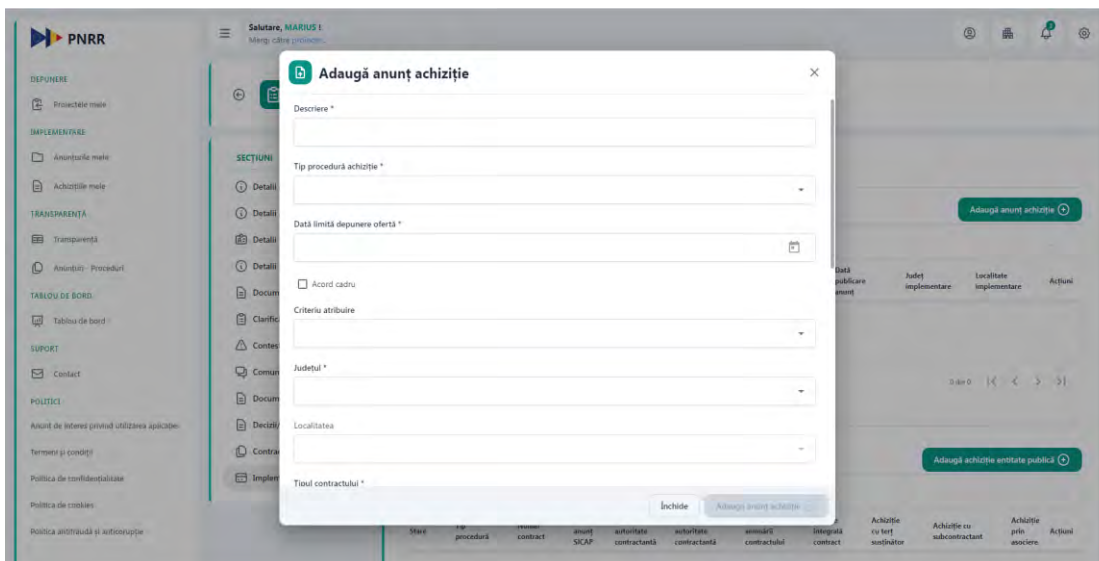 PNRR
Salutare, MARIUS I.
Mergi către proiecte.
2
DEPUNERE
Proiectele mele
IMPLEMENTARE
Anunțurile mele
Achizițiile mele
TRANSPARENȚĂ
Transparență
Anunțuri - Proceduri
TABLOU DE BORD
Tablou de bord
SUPORT
Contact
POLITICI
Anunț de interes privind utilizarea aplicației
Termeni și condiții
Politica de confidențialitate
Politica de cookies
Politica antifraudă și anticorupție
SECȚIUNI
Detalii
Detalii
Detalii
Detalii
Docum
Clarific
Contes
Comun
Docum
Decizii/
Contra
Implem
Adaugă anunț achiziție
Descriere *
Tip procedură achiziție *
Dată limită depunere ofertă *
Acord cadru
Criteriu atribuire
Județul *
Localitatea
Tipul contractului *
Închide
Adaugă anunț achiziție
Adaugă anunț achiziție
Dată publicare anunț
Județ implementare
Localitate implementare
Acțiuni
0 de 0
Adaugă achiziție entitate publică
Stare
Tip procedură
Număr contract
anunț SICAP
autoritate contractantă
autoritate contractantă
semnării contractului
integrată contract
Achiziție cu terț susținător
Achiziție cu subcontractant
Achiziție prin asociere
Acțiuni